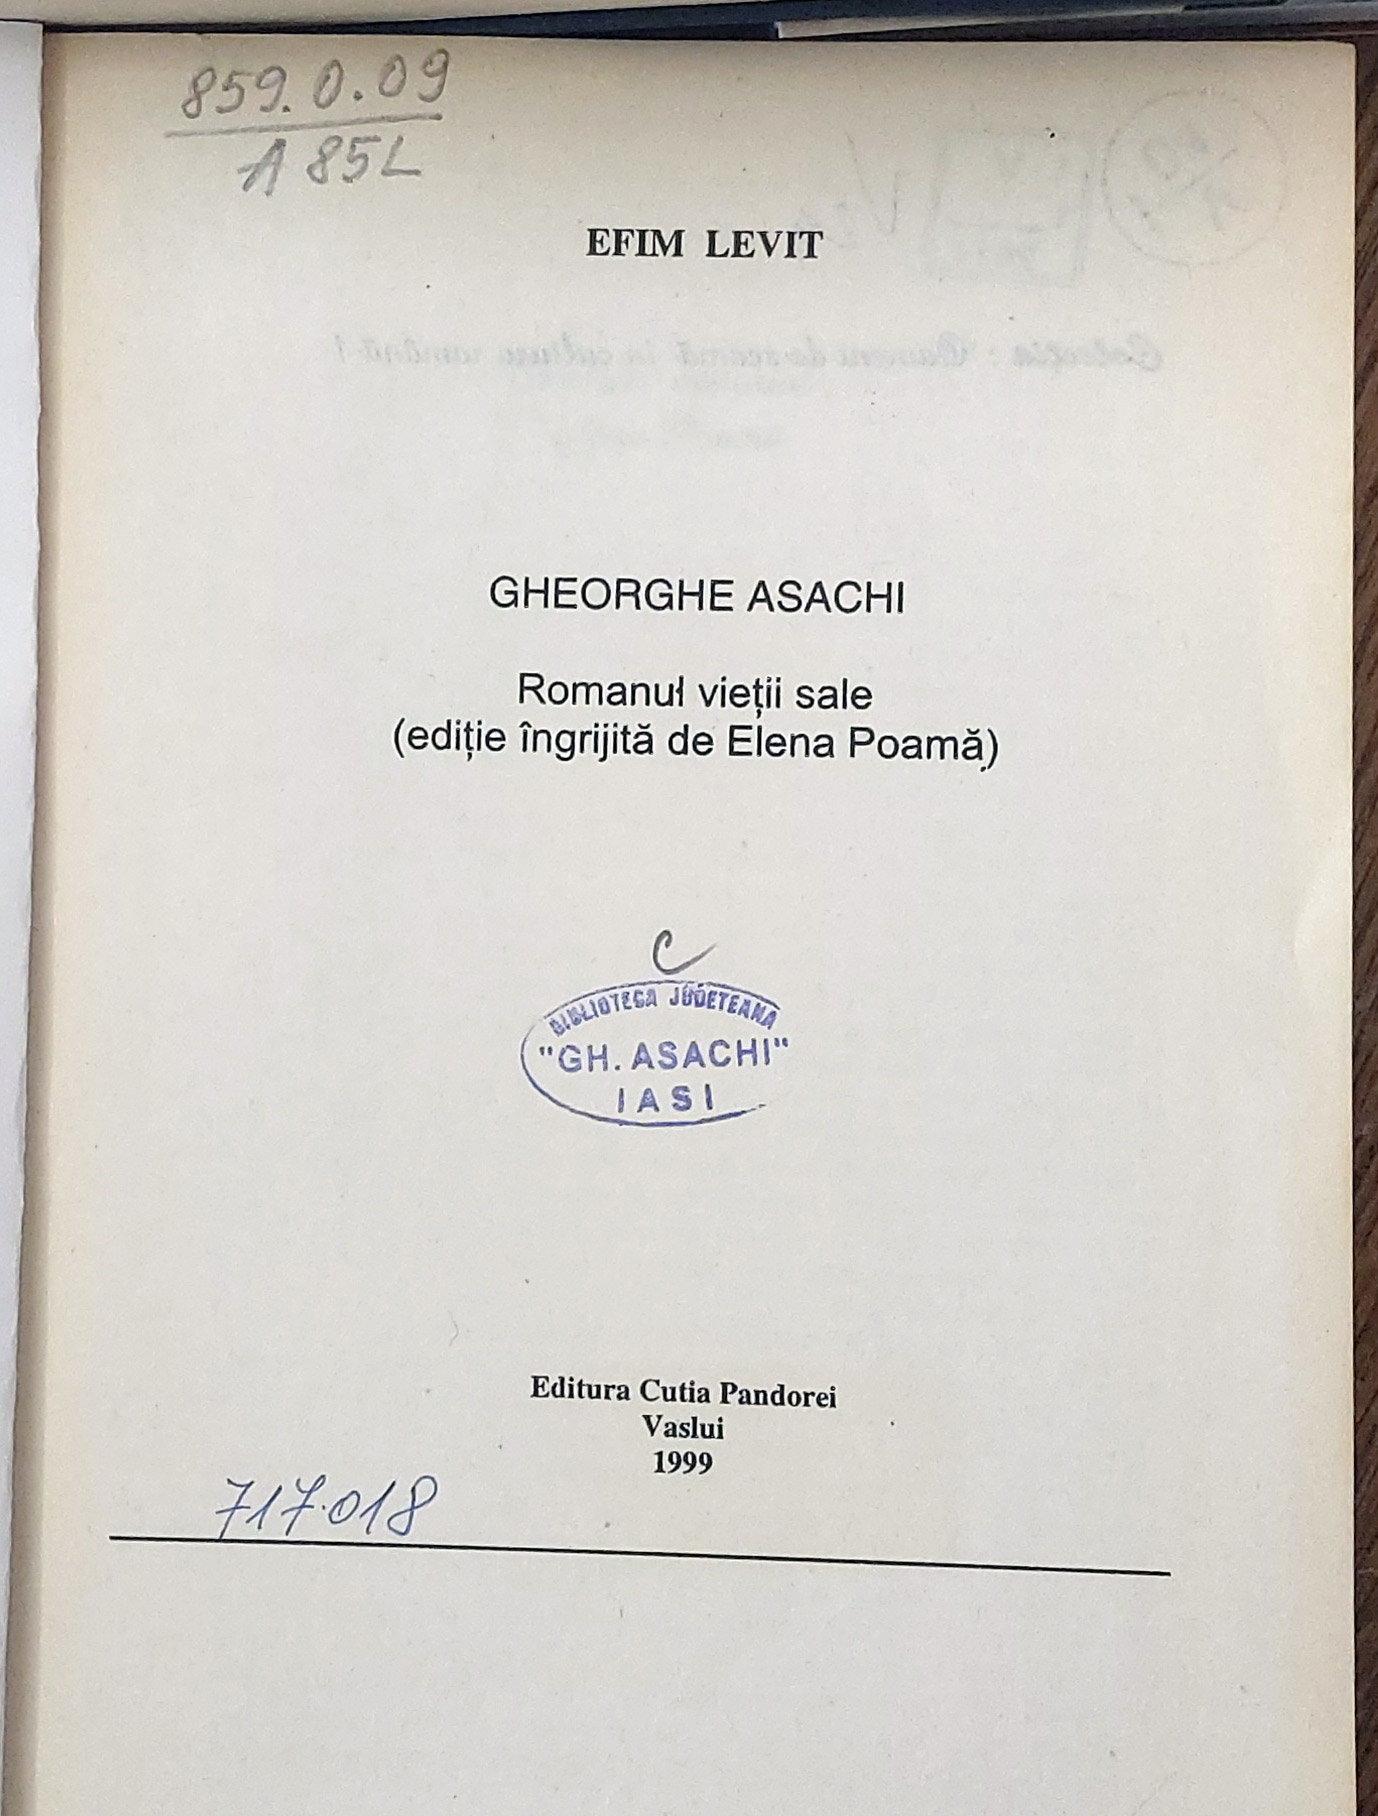 859.0.09
A 85L
EFIM LEVIT
GHEORGHE ASACHI
Romanul vieții sale
(ediție îngrijită de Elena Poamă)
C
BIBLIOTECA JUDETEANA
"GH. ASACHI"
IASI
Editura Cutia Pandorei
Vaslui
1999
717.018